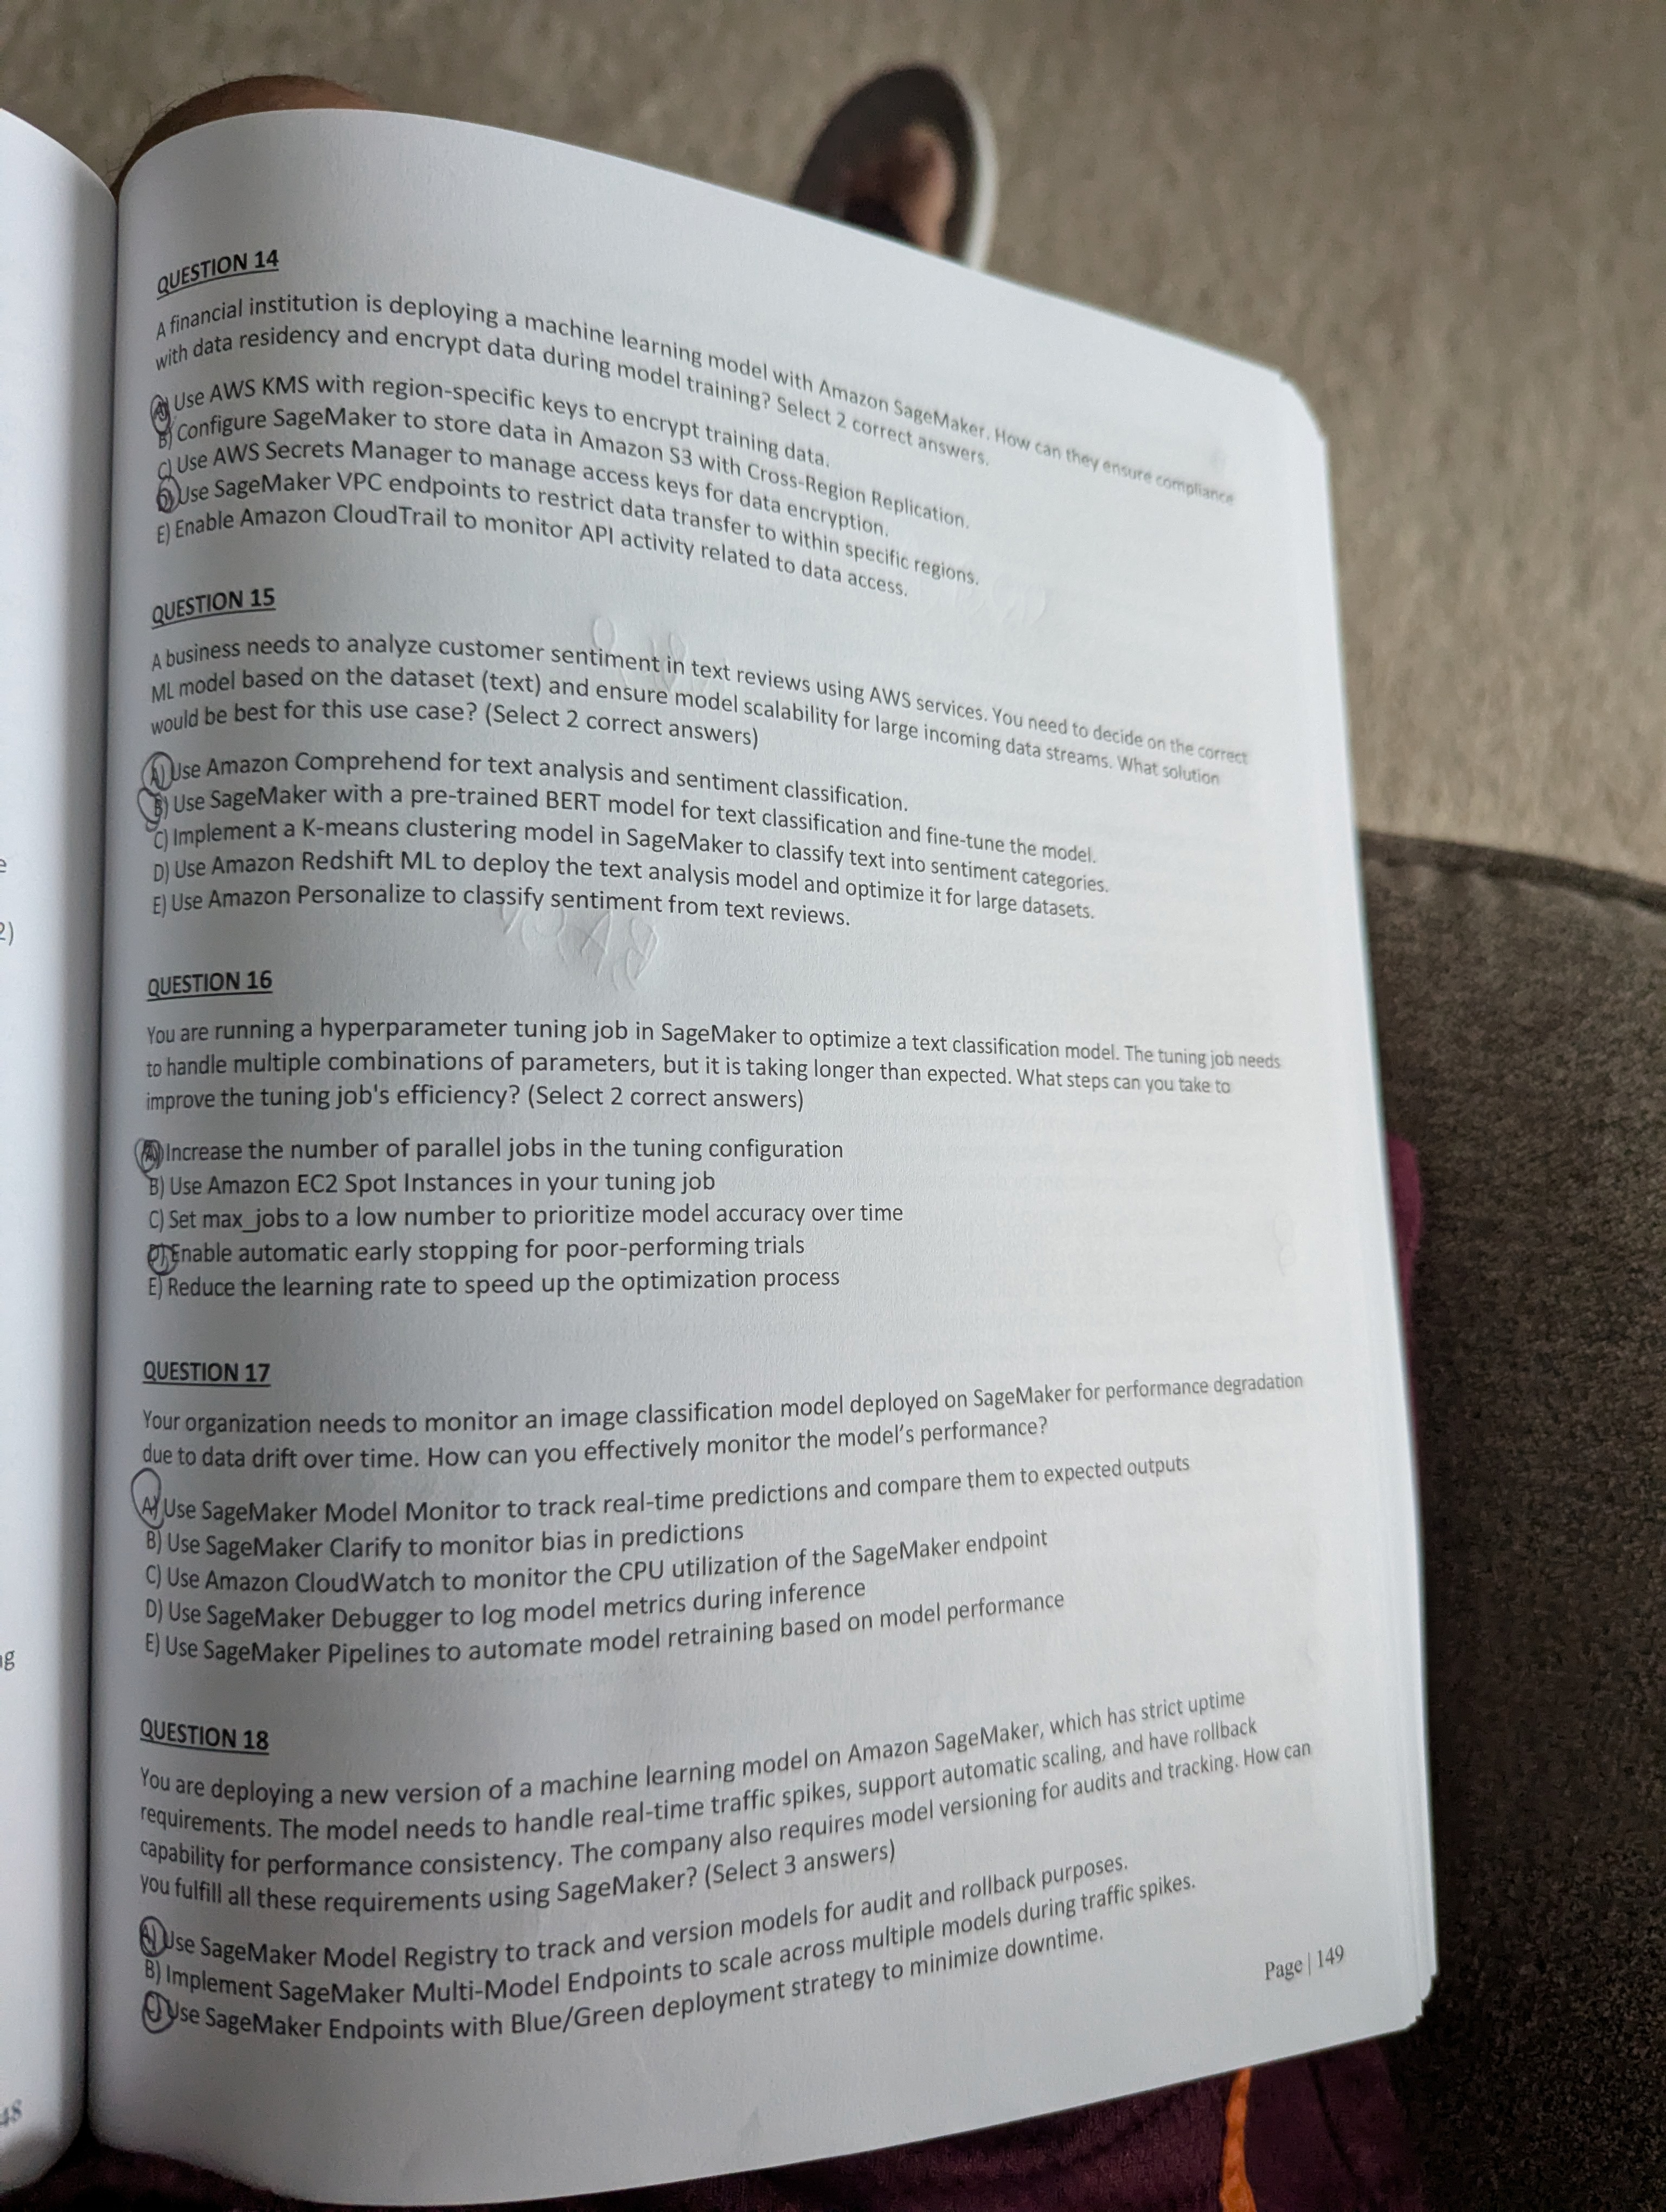 QUESTION 14
A financial institution is deploying a machine learning model with Amazon SageMaker. How can they ensure compliance
with data residency and encrypt data during model training? Select 2 correct answers.
A) Use AWS KMS with region-specific keys to encrypt training data.
B) Configure SageMaker to store data in Amazon S3 with Cross-Region Replication.
C) Use AWS Secrets Manager to manage access keys for data encryption.
D) Use SageMaker VPC endpoints to restrict data transfer to within specific regions.
E) Enable Amazon CloudTrail to monitor API activity related to data access.
QUESTION 15
A business needs to analyze customer sentiment in text reviews using AWS services. You need to decide on the correct
ML model based on the dataset (text) and ensure model scalability for large incoming data streams. What solution
would be best for this use case? (Select 2 correct answers)
A) Use Amazon Comprehend for text analysis and sentiment classification.
B) Use SageMaker with a pre-trained BERT model for text classification and fine-tune the model.
C) Implement a K-means clustering model in SageMaker to classify text into sentiment categories.
D) Use Amazon Redshift ML to deploy the text analysis model and optimize it for large datasets.
E) Use Amazon Personalize to classify sentiment from text reviews.
QUESTION 16
You are running a hyperparameter tuning job in SageMaker to optimize a text classification model. The tuning job needs
to handle multiple combinations of parameters, but it is taking longer than expected. What steps can you take to
improve the tuning job's efficiency? (Select 2 correct answers)
A) Increase the number of parallel jobs in the tuning configuration
B) Use Amazon EC2 Spot Instances in your tuning job
C) Set max_jobs to a low number to prioritize model accuracy over time
D) Enable automatic early stopping for poor-performing trials
E) Reduce the learning rate to speed up the optimization process
QUESTION 17
Your organization needs to monitor an image classification model deployed on SageMaker for performance degradation
due to data drift over time. How can you effectively monitor the model's performance?
A) Use SageMaker Model Monitor to track real-time predictions and compare them to expected outputs
B) Use SageMaker Clarify to monitor bias in predictions
C) Use Amazon CloudWatch to monitor the CPU utilization of the SageMaker endpoint
D) Use SageMaker Debugger to log model metrics during inference
E) Use SageMaker Pipelines to automate model retraining based on model performance
QUESTION 18
You are deploying a new version of a machine learning model on Amazon SageMaker, which has strict uptime
requirements. The model needs to handle real-time traffic spikes, support automatic scaling, and have rollback
capability for performance consistency. The company also requires model versioning for audits and tracking. How can
you fulfill all these requirements using SageMaker? (Select 3 answers)
A) Use SageMaker Model Registry to track and version models for audit and rollback purposes.
B) Implement SageMaker Multi-Model Endpoints to scale across multiple models during traffic spikes.
C) Use SageMaker Endpoints with Blue/Green deployment strategy to minimize downtime.
Page | 149